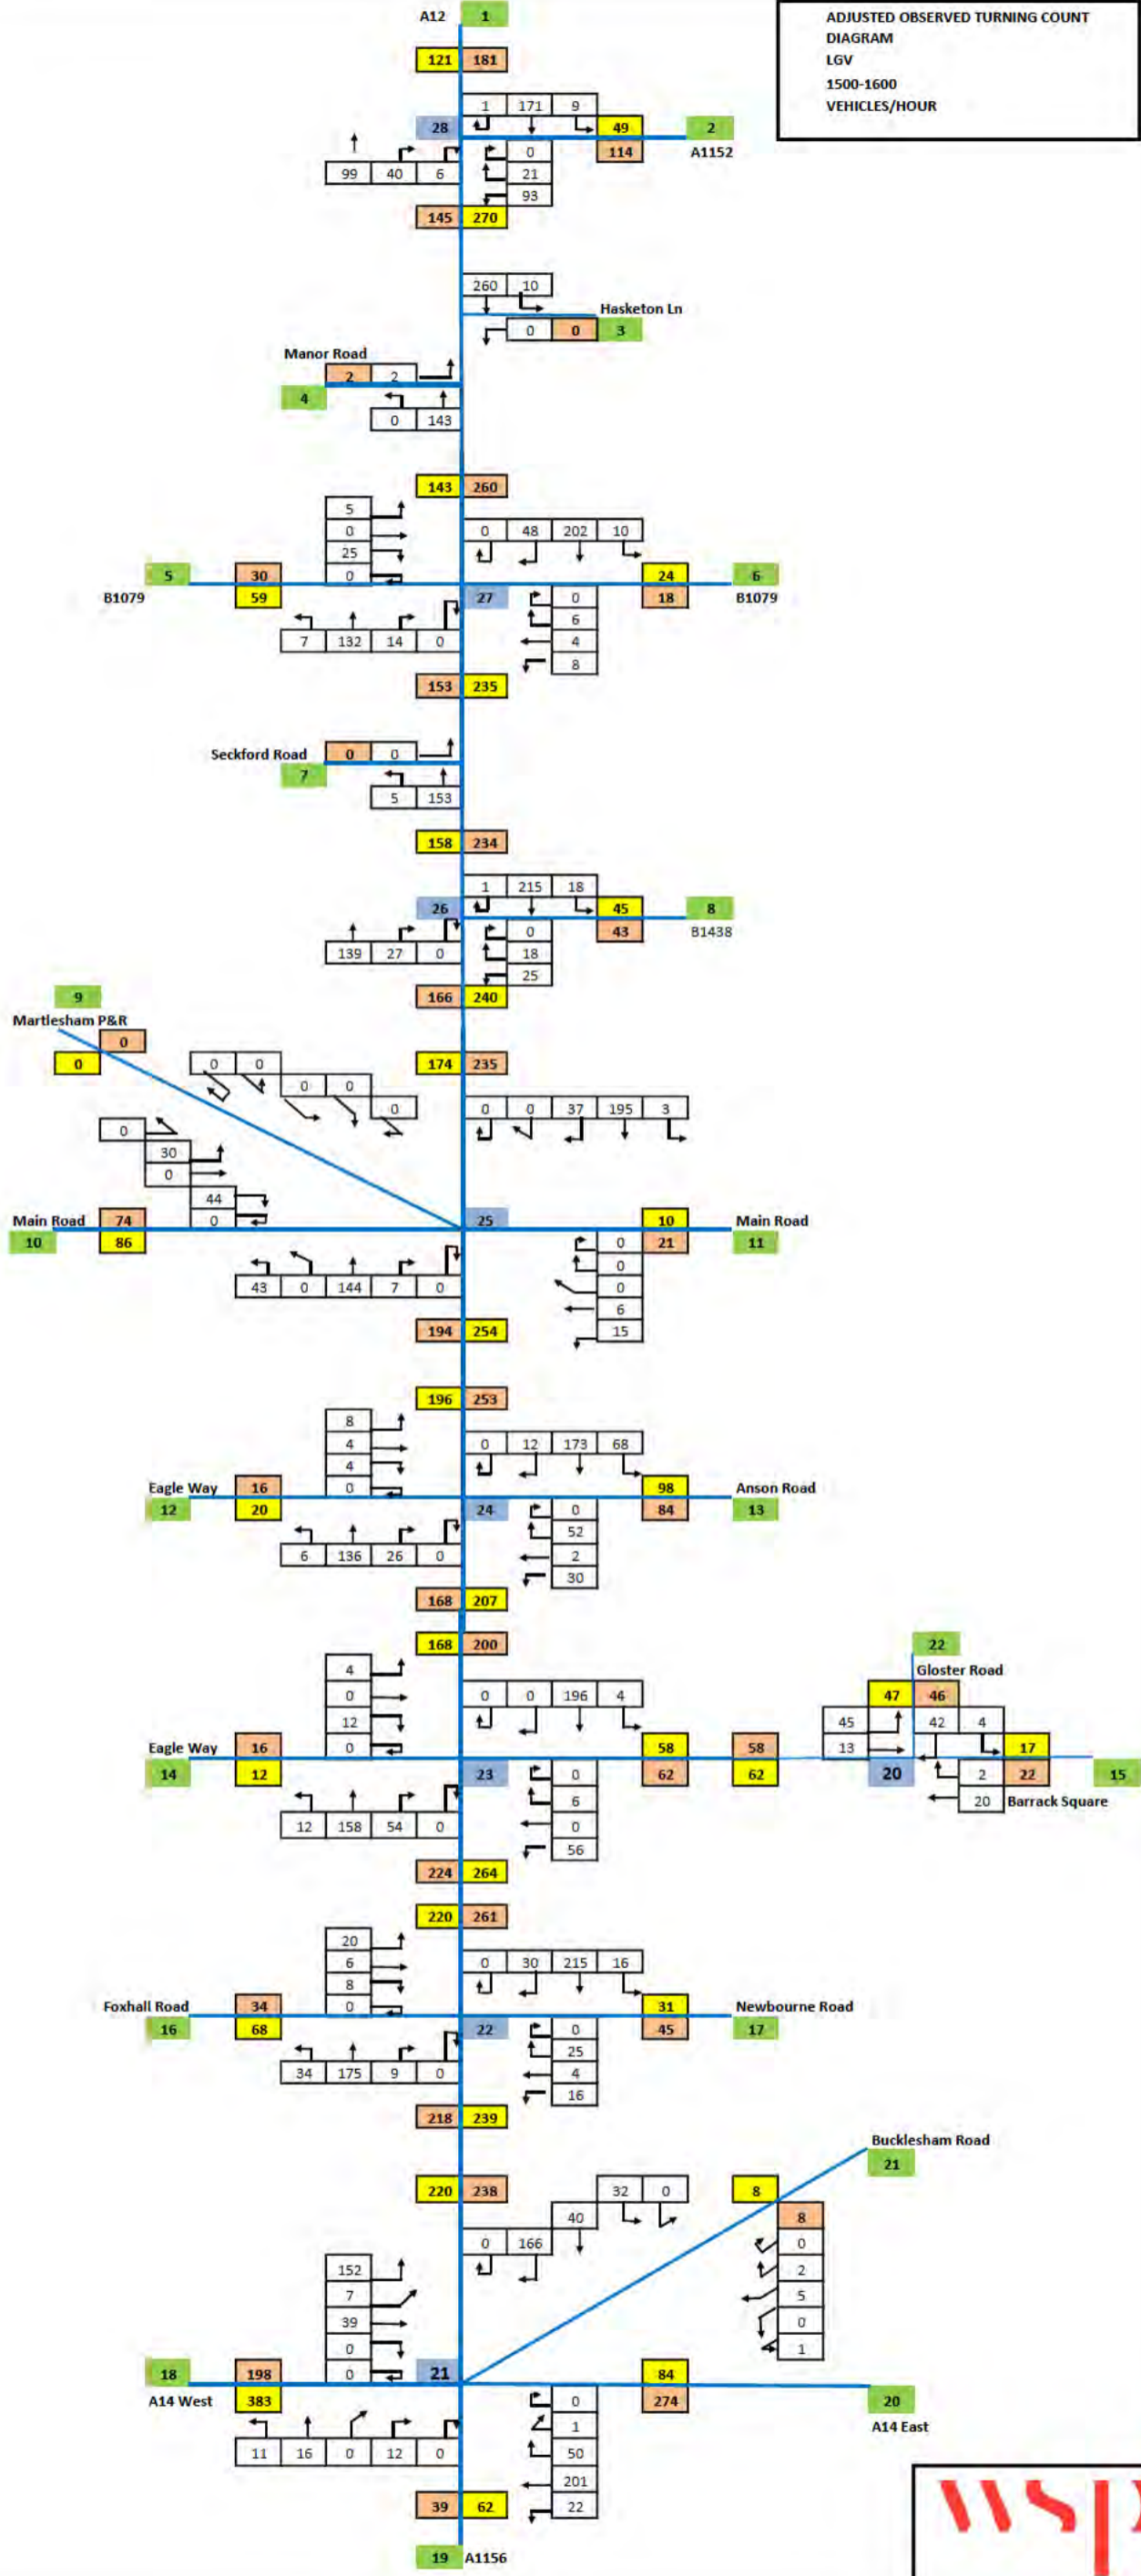 A12 1
ADJUSTED OBSERVED TURNING COUNT
DIAGRAM
LGV
1500-1600
VEHICLES/HOUR
121 181
1 171 9
28 49 2
0 114 A1152
99 40 6 21
93
145 270
260 10
Hasketon Ln
0 0 3
Manor Road
2 2
4
0 143
143 260
5
0 0 48 202 10
25
5 30 0 24 6
B1079 59 27 0 18 B1079
6
7 132 14 0 4
8
153 235
Seckford Road 0 0
7
5 153
158 234
1 215 18
26 45 8
0 43 B1438
139 27 0 18
25
166 240
9
Martlesham P&R
0
0 0 0 174 235
0 0
0 0 0 37 195 3
0
30
0
44
Main Road 74 0 25 10 Main Road
10 86 0 21 11
0
43 0 144 7 0 0
6
194 254 15
196 253
8
4 0 12 173 68
4
Eagle Way 16 0 98 Anson Road
12 20 24 0 84 13
52
6 136 26 0 2
30
168 207
168 200 22
4 Gloster Road
0 0 0 196 4 47 46
12 45 42 4
Eagle Way 16 0 58 58 13 17
14 12 23 0 62 62 20 2 22 15
6 20 Barrack Square
12 158 54 0 0
56
224 264
220 261
20
6 0 30 215 16
8
Foxhall Road 34 0 31 Newbourne Road
16 68 22 0 45 17
25
34 175 9 0 4
16
218 239
Bucklesham Road
21
220 238 32 0 8
40 8
0 166 0
152 2
7 5
39 0
0 1
18 198 0 21 84
A14 West 383 0 274 20
1 A14 East
11 16 0 12 0 50
201
39 62 22
19 A1156
wsp